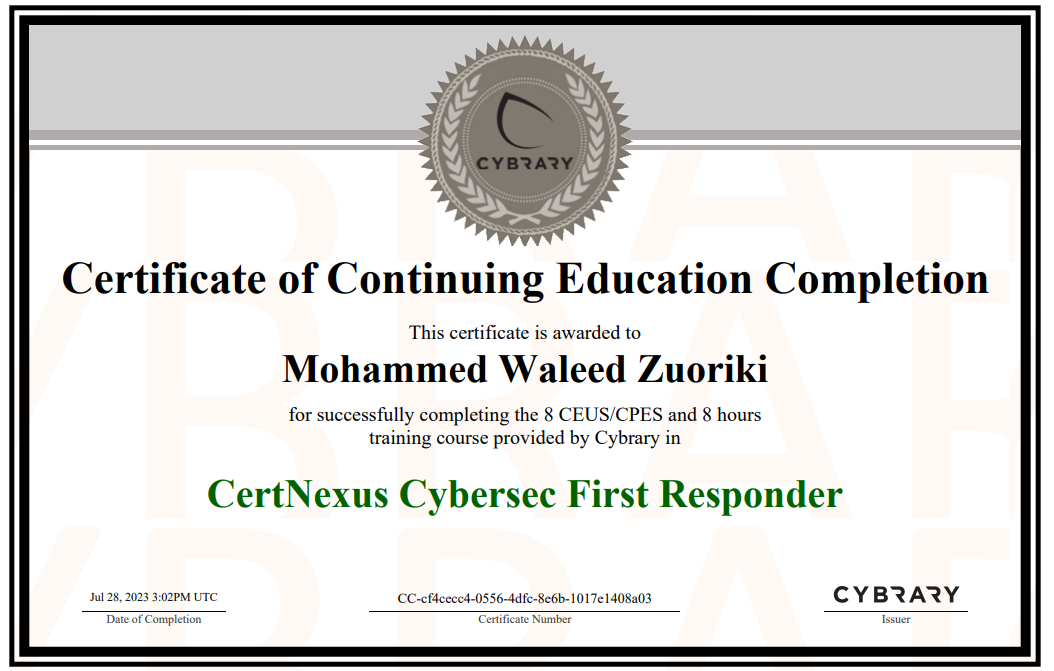 CYBRARY
Certificate of Continuing Education Completion
This certificate is awarded to
Mohammed Waleed Zuoriki
for successfully completing the 8 CEUS/CPES and 8 hours
training course provided by Cybrary in
CertNexus Cybersec First Responder
Jul 28, 2023 3:02PM UTC
Date of Completion
CC-cf4cecc4-0556-4dfc-8e6b-1017e1408a03
Certificate Number
CYBRARY
Issuer